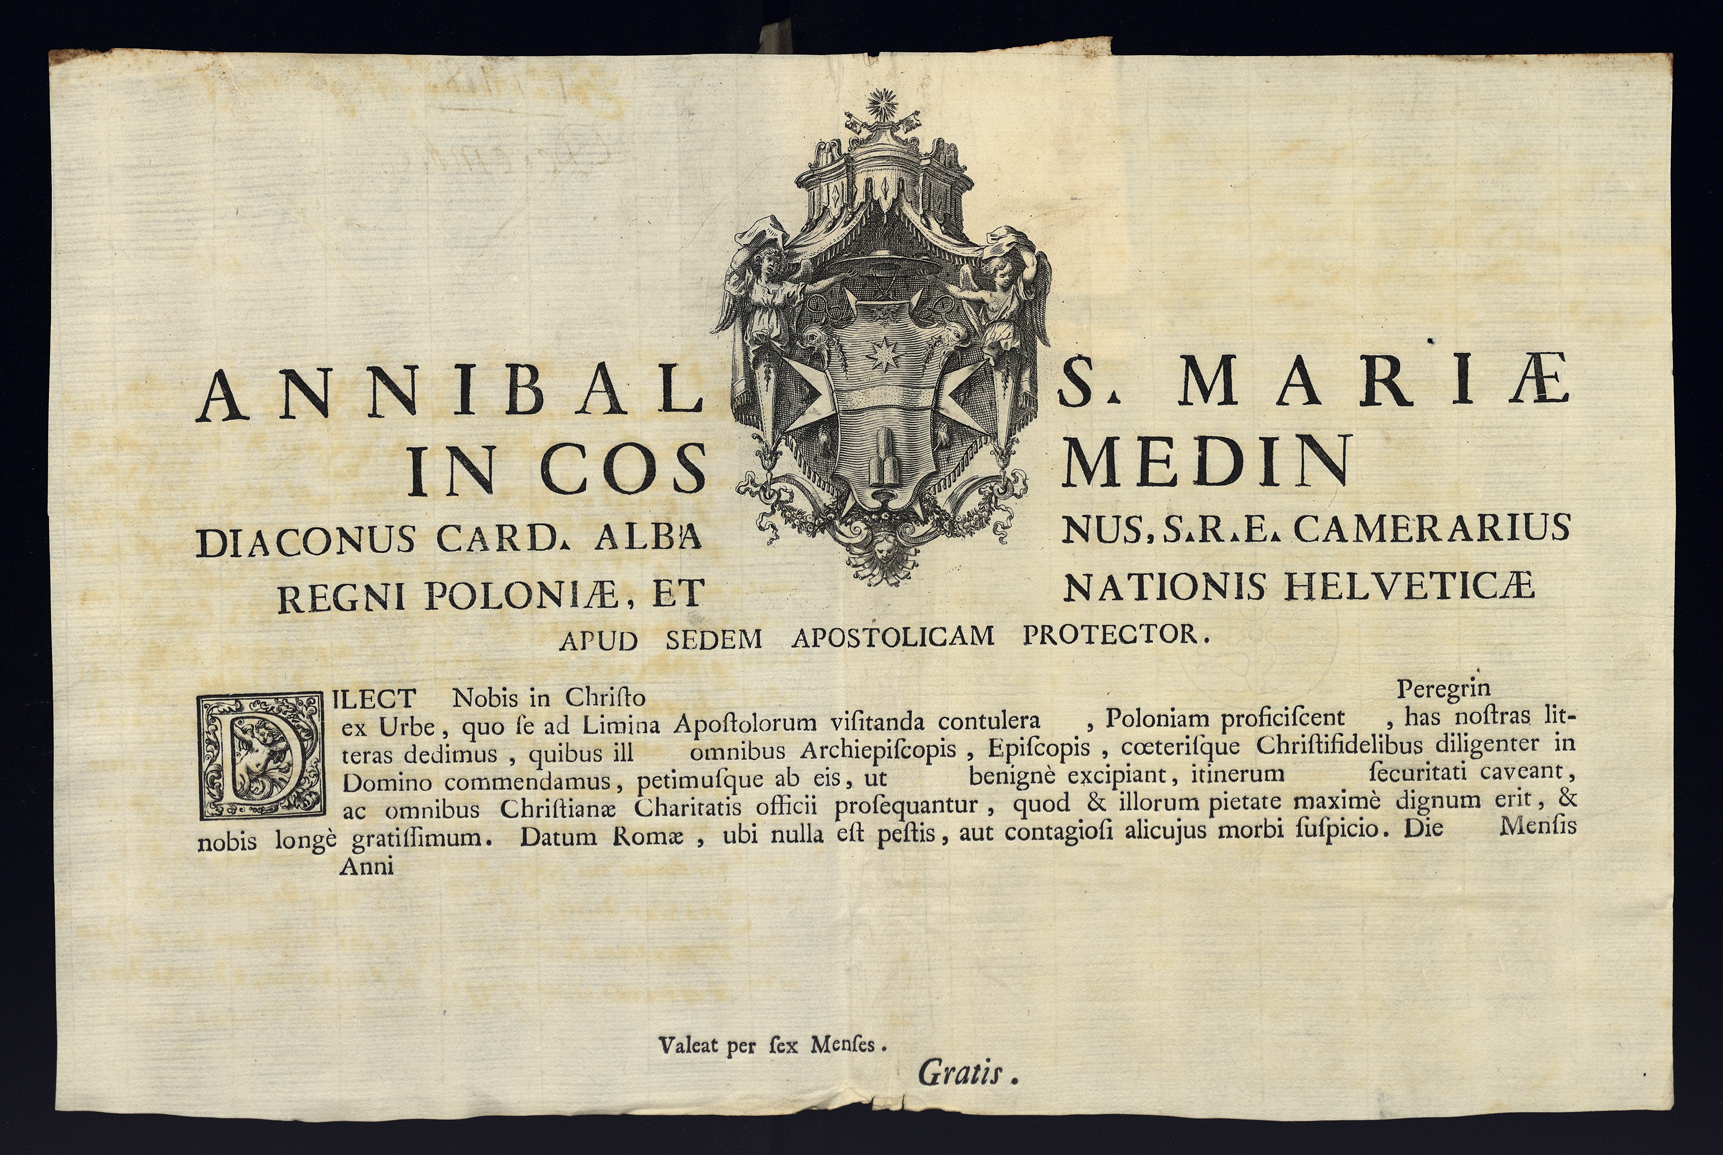 ANNIBAL S. MARIÆ
IN COS MEDIN
DIACONUS CARD. ALBA NUS, S.R.E. CAMERARIUS
REGNI POLONIÆ, ET NATIONIS HELVETICÆ
APUD SEDEM APOSTOLICAM PROTECTOR.
DILECT Nobis in Chriſto Peregrin
ex Urbe, quo ſe ad Limina Apoſtolorum viſitanda contulera , Poloniam proficiſcent , has noſtras lit-
teras dedimus, quibus ill omnibus Archiepiſcopis, Epiſcopis, cœteriſque Chriſtifidelibus diligenter in
Domino commendamus, petimuſque ab eis, ut benignè excipiant, itinerum ſecuritati caveant,
ac omnibus Chriſtianæ Charitatis officii proſequantur, quod & illorum pietate maximè dignum erit, &
nobis longè gratiſſimum. Datum Romæ, ubi nulla eſt peſtis, aut contagioſi alicujus morbi ſuſpicio. Die Menſis
Anni
Valeat per ſex Menſes.
Gratis.